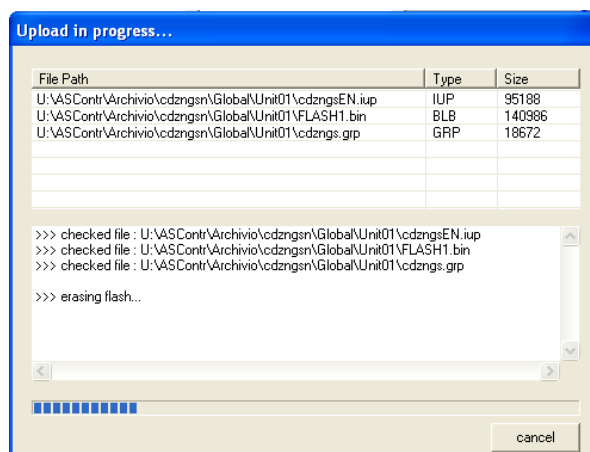 Upload in progress...
File Path Type Size
U:\ASContr\Archivio\cdzngsn\Global\Unit01\cdzngsEN.iup IUP 95188
U:\ASContr\Archivio\cdzngsn\Global\Unit01\FLASH1.bin BLB 140986
U:\ASContr\Archivio\cdzngsn\Global\Unit01\cdzngs.grp GRP 18672
>>> checked file : U:\ASContr\Archivio\cdzngsn\Global\Unit01\cdzngsEN.iup
>>> checked file : U:\ASContr\Archivio\cdzngsn\Global\Unit01\FLASH1.bin
>>> checked file : U:\ASContr\Archivio\cdzngsn\Global\Unit01\cdzngs.grp
>>> erasing flash...
cancel